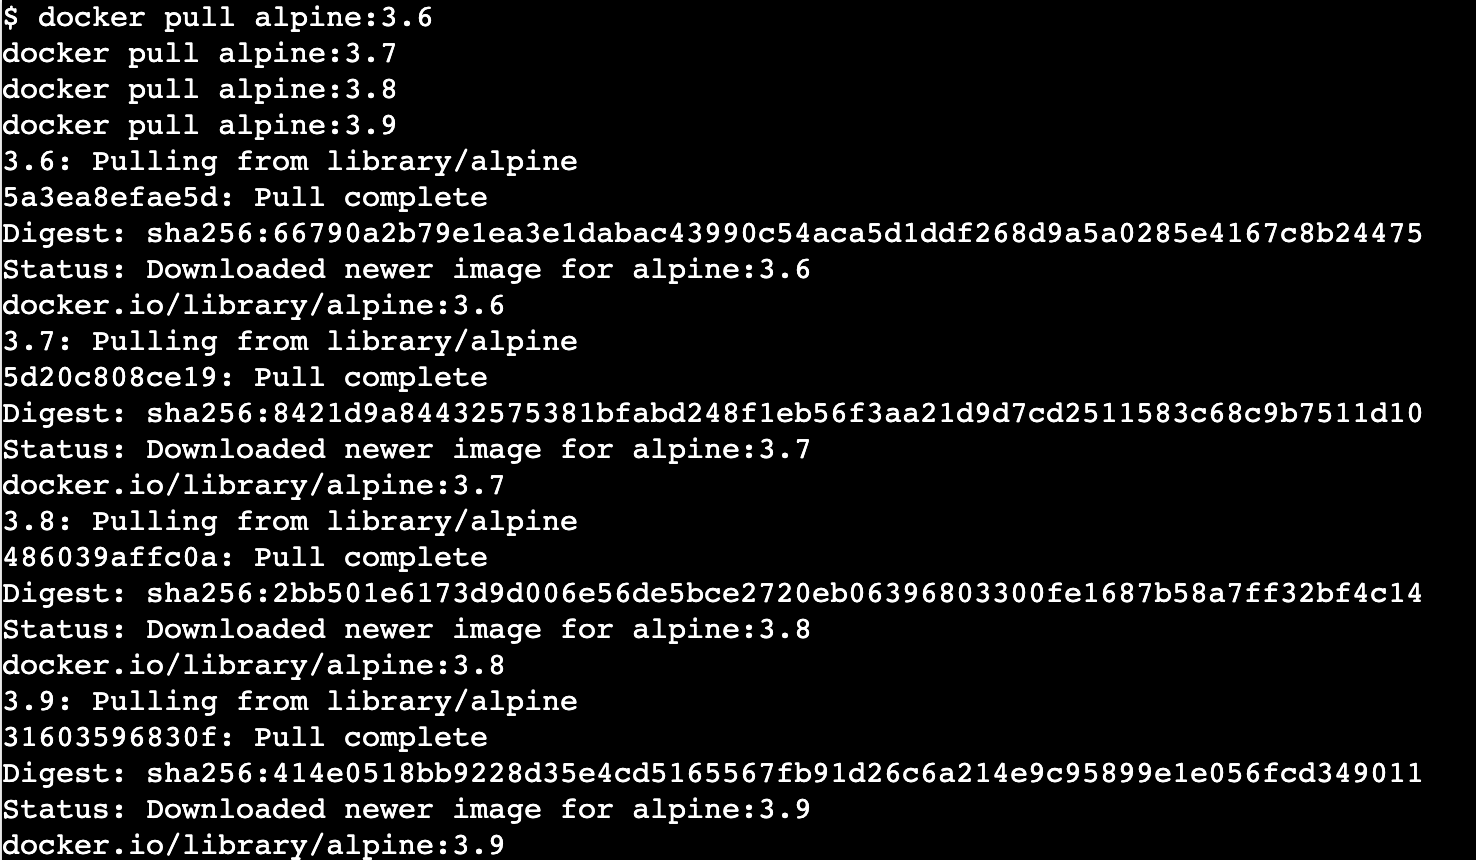 $ docker pull alpine:3.6
docker pull alpine:3.7
docker pull alpine:3.8
docker pull alpine:3.9
3.6: Pulling from library/alpine
5a3ea8efae5d: Pull complete
Digest: sha256:66790a2b79e1ea3e1dabac43990c54aca5d1ddf268d9a5a0285e4167c8b24475
Status: Downloaded newer image for alpine:3.6
docker.io/library/alpine:3.6
3.7: Pulling from library/alpine
5d20c808ce19: Pull complete
Digest: sha256:8421d9a84432575381bfabd248f1eb56f3aa21d9d7cd2511583c68c9b7511d10
Status: Downloaded newer image for alpine:3.7
docker.io/library/alpine:3.7
3.8: Pulling from library/alpine
486039affc0a: Pull complete
Digest: sha256:2bb501e6173d9d006e56de5bce2720eb06396803300fe1687b58a7ff32bf4c14
Status: Downloaded newer image for alpine:3.8
docker.io/library/alpine:3.8
3.9: Pulling from library/alpine
31603596830f: Pull complete
Digest: sha256:414e0518bb9228d35e4cd5165567fb91d26c6a214e9c95899e1e056fcd349011
Status: Downloaded newer image for alpine:3.9
docker.io/library/alpine:3.9